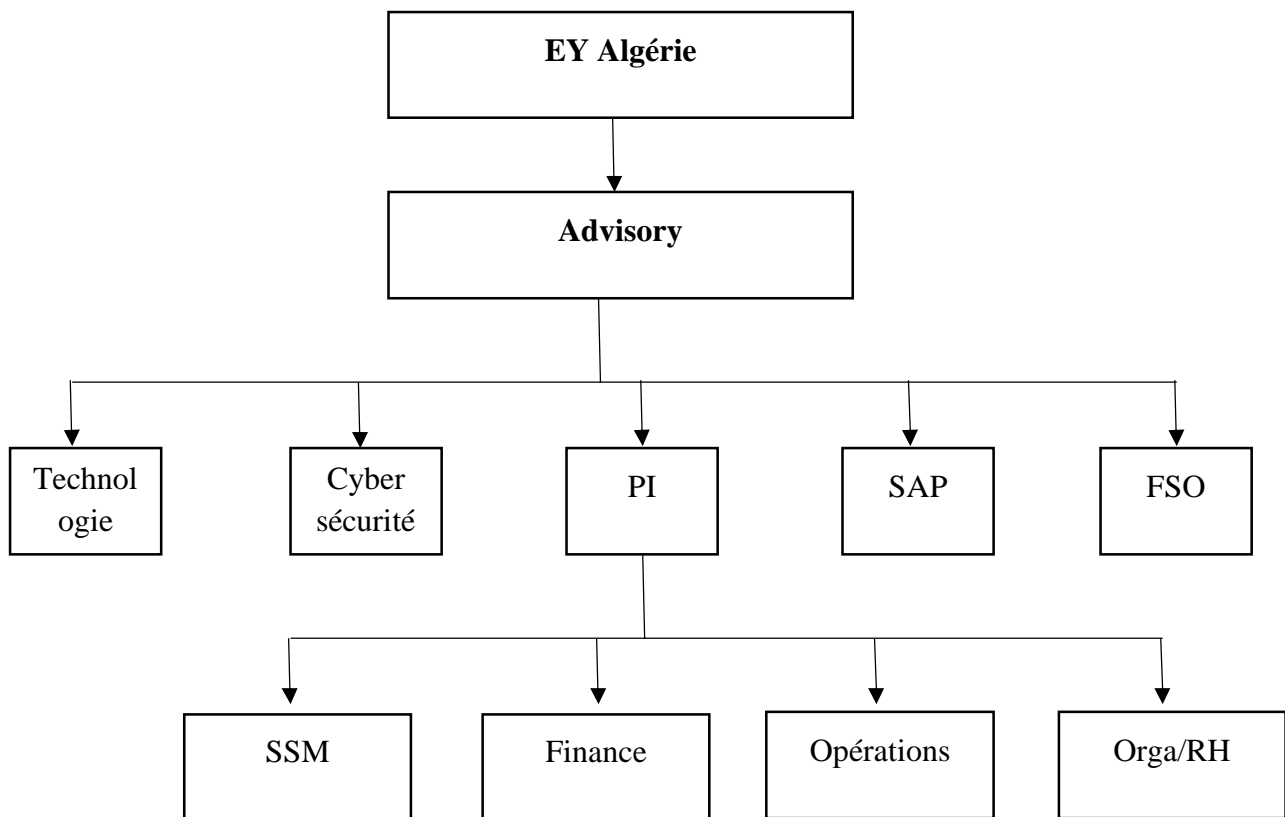 EY Algérie
Advisory
Technol
ogie
Cyber
sécurité
PI
SAP
FSO
SSM
Finance
Opérations
Orga/RH